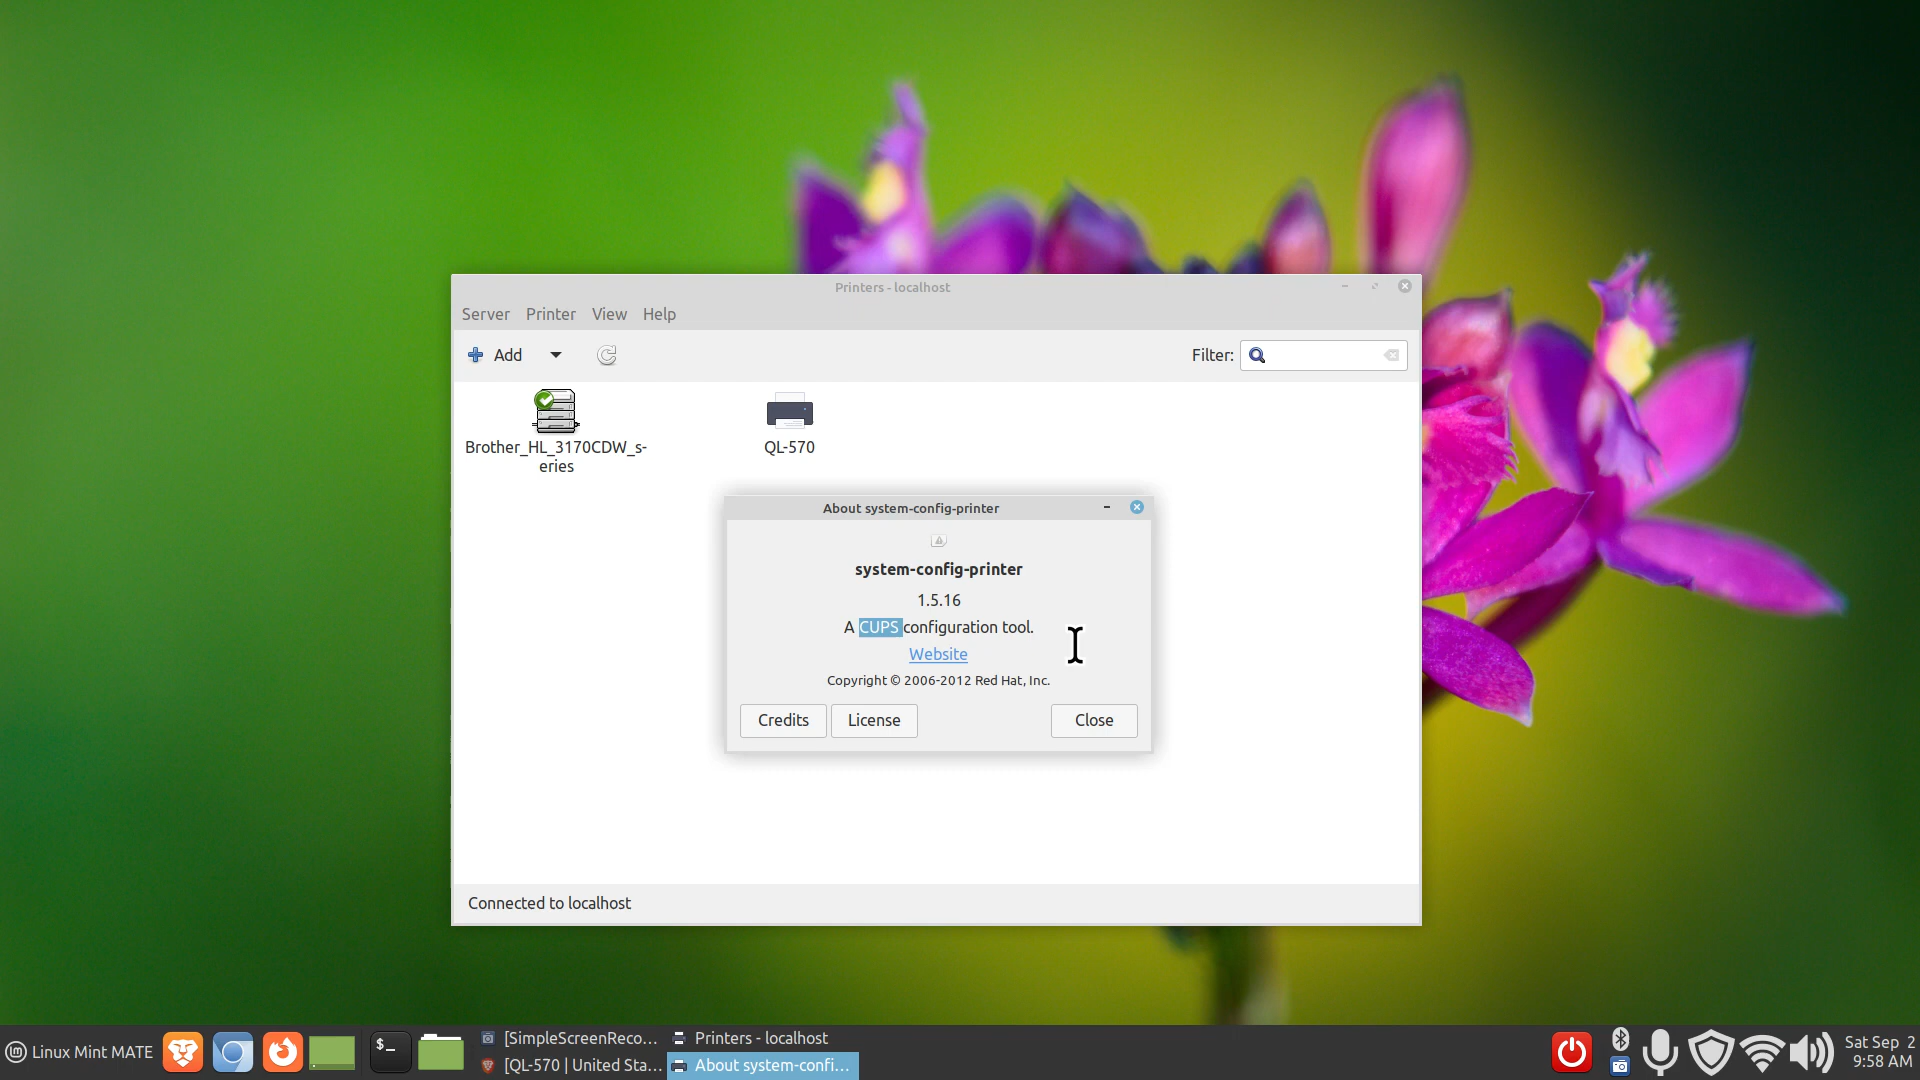 Printers - localhost
Server Printer View Help
Add
Filter:
Brother_HL_3170CDW_s-
eries
QL-570
About system-config-printer
system-config-printer
1.5.16
A CUPS configuration tool.
Website
Copyright © 2006-2012 Red Hat, Inc.
Credits License Close
Connected to localhost
Linux Mint MATE
$_
[SimpleScreenReco...
[QL-570 | United Sta...
Printers - localhost
About system-confi...
Sat Sep 2
9:58 AM